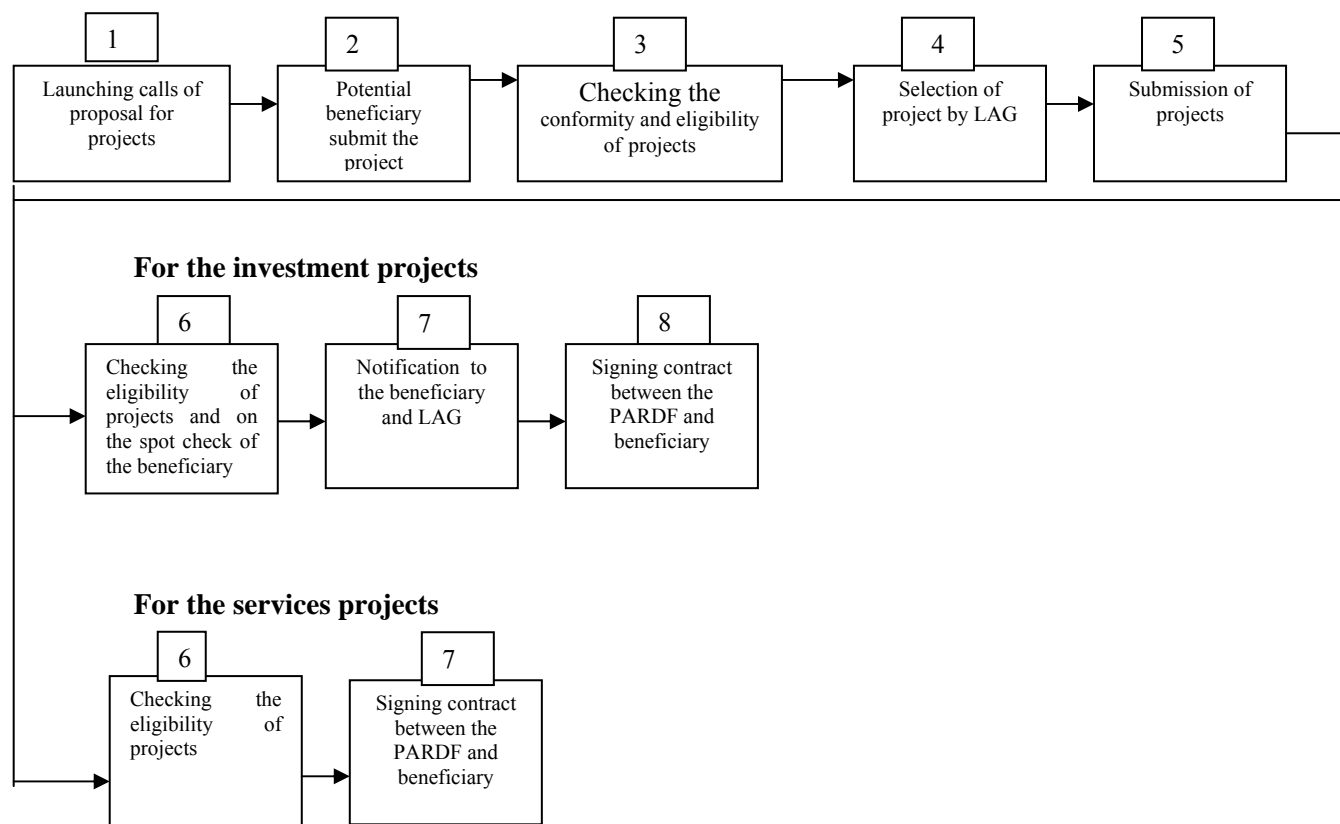 1
Launching calls of
proposal for
projects
2
Potential
beneficiary
submit the
project
3
Checking the
conformity and eligibility
of projects
4
Selection of
project by LAG
5
Submission of
projects
For the investment projects
6
Checking the
eligibility of
projects and on
the spot check of
the beneficiary
7
Notification to
the beneficiary
and LAG
8
Signing contract
between the
PARDF and
beneficiary
For the services projects
6
Checking the
eligibility of
projects
7
Signing contract
between the
PARDF and
beneficiary